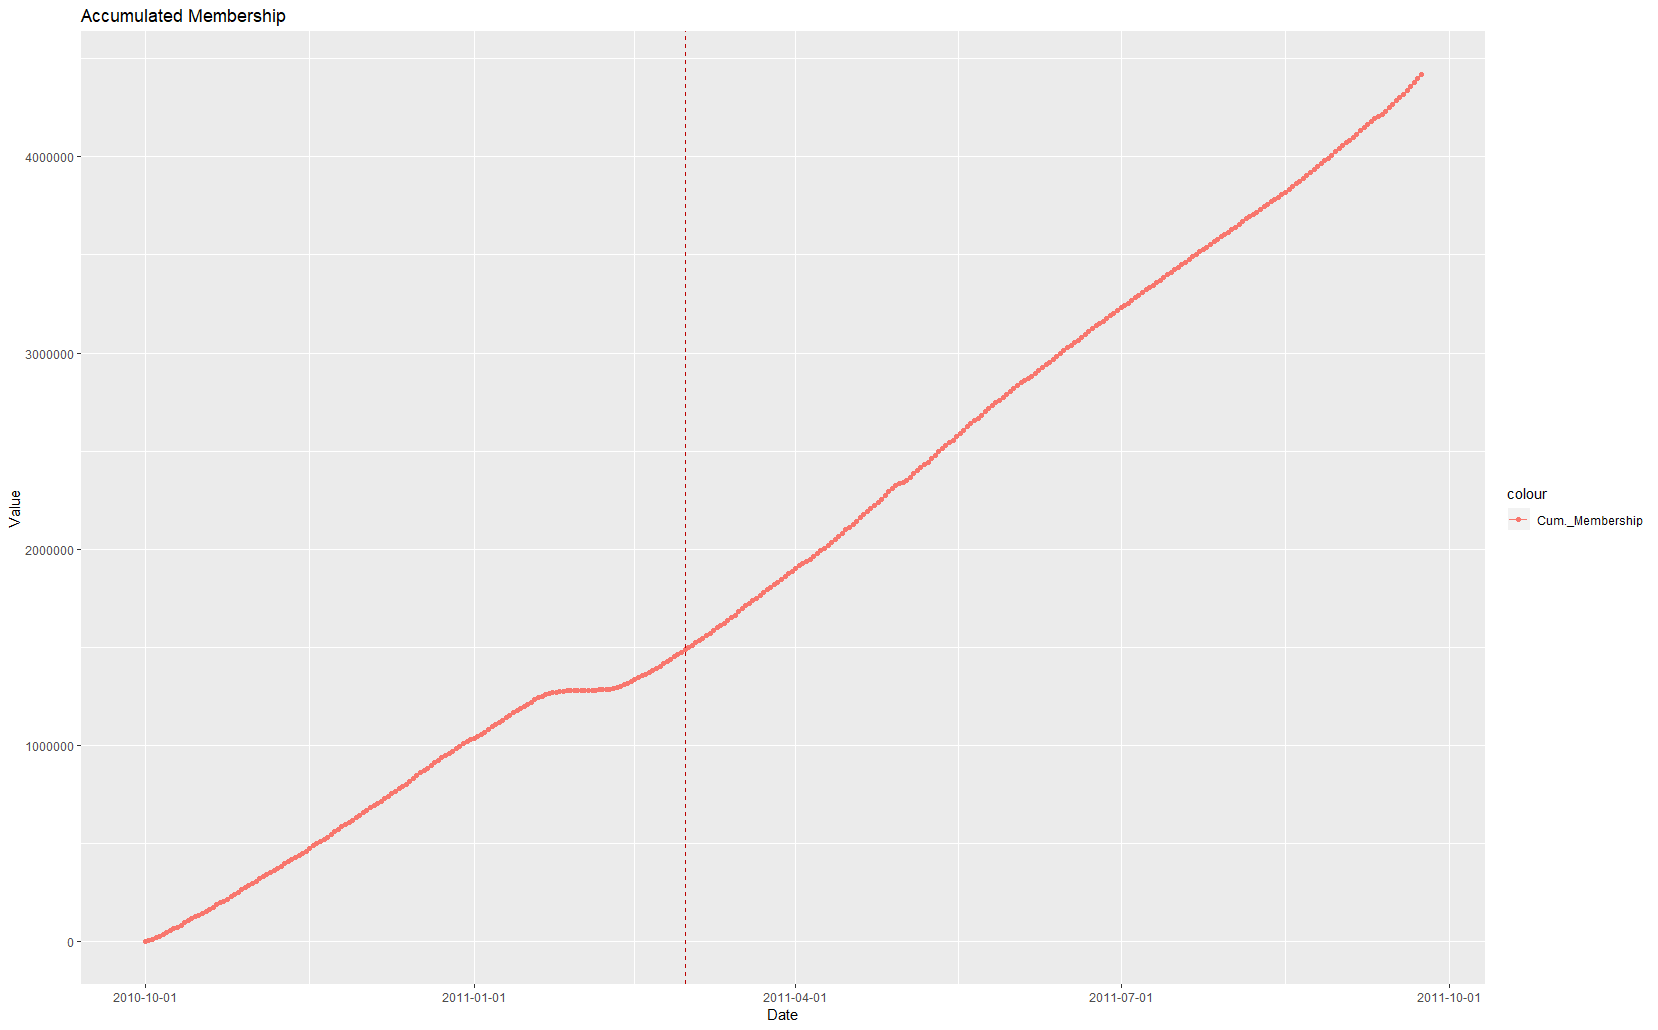 Accumulated Membership
Value
4000000
3000000
2000000
1000000
0
2010-10-01
2011-01-01
2011-04-01
2011-07-01
2011-10-01
Date
colour
Cum._Membership